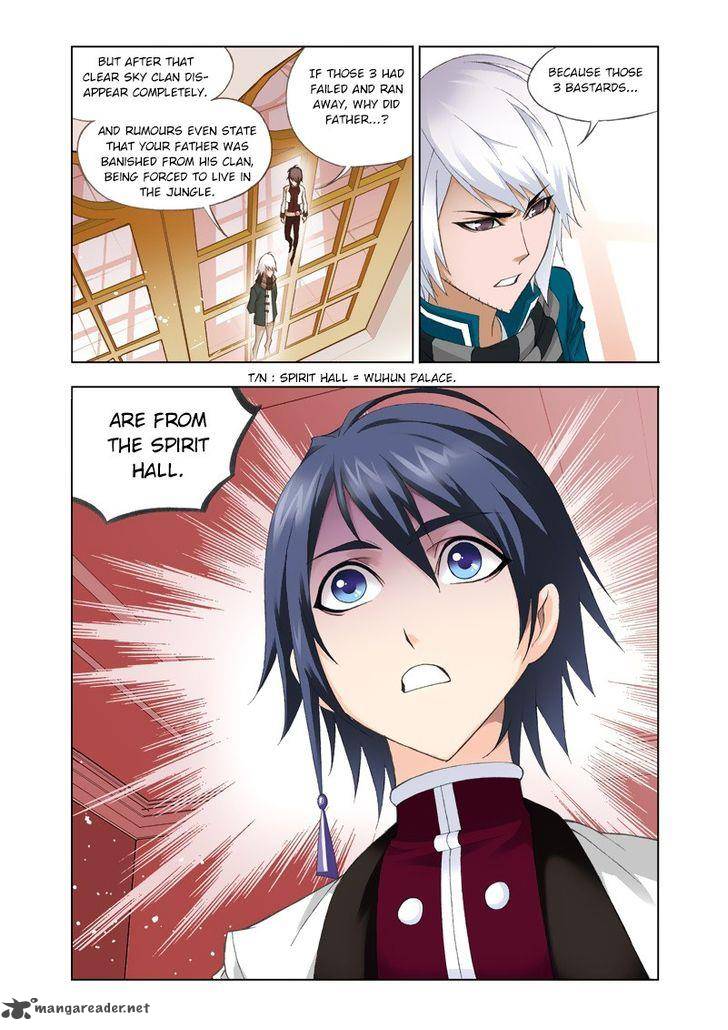 BUT AFTER THAT
CLEAR SKY CLAN DIS-
APPEAR COMPLETELY.
AND RUMOURS EVEN STATE
THAT YOUR FATHER WAS
BANISHED FROM HIS CLAN,
BEING FORCED TO LIVE IN
THE JUNGLE.
IF THOSE 3 HAD
FAILED AND RAN
AWAY, WHY DID
FATHER...?
BECAUSE THOSE
3 BASTARDS...
T/N : SPIRIT HALL = WUHUN PALACE.
ARE FROM
THE SPIRIT
HALL.
mangareader.net